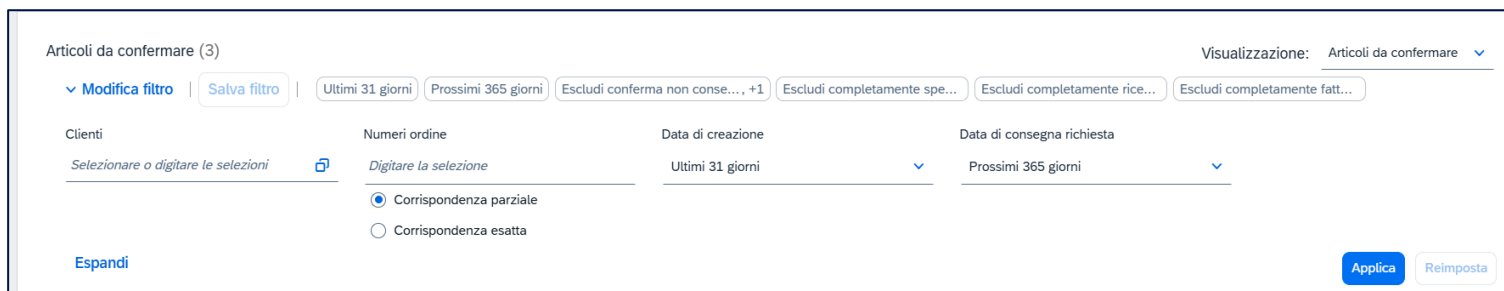 Articoli da confermare (3)
Visualizzazione: Articoli da confermare
Modifica filtro | Salva filtro | Ultimi 31 giorni Prossimi 365 giorni Escludi conferma non conse... , +1 Escludi completamente spe... Escludi completamente rice... Escludi completamente fatt...
Clienti Numeri ordine Data di creazione Data di consegna richiesta
Selezionare o digitare le selezioni Digitare la selezione Ultimi 31 giorni Prossimi 365 giorni
Corrispondenza parziale
Corrispondenza esatta
Espandi Applica Reimposta